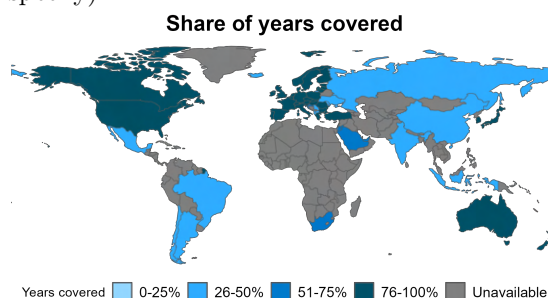 Share of years covered
Years covered 0-25% 26-50% 51-75% 76-100% Unavailable